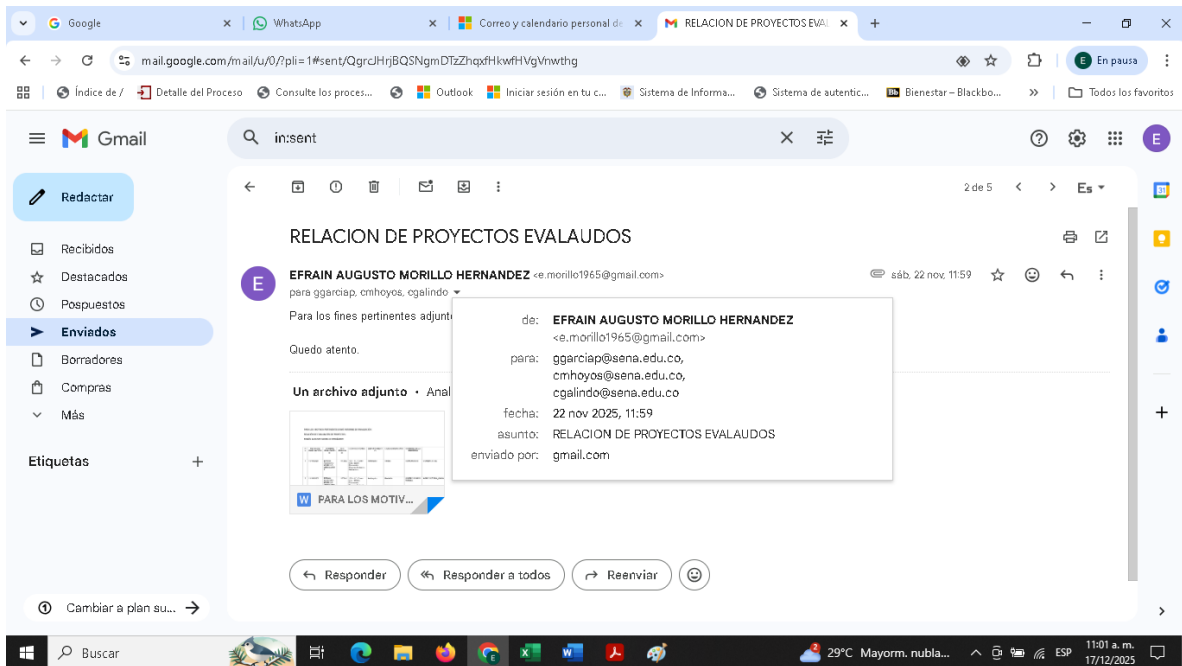 Google
WhatsApp
Correo y calendario personal de
RELACION DE PROYECTOS EVAL
mail.google.com/mail/u/0/?pli=1#sent/QgrcJHrjBQSNgmDTzZhqxfHkwfHVgVnwthg
E En pausa
Índice de / Detalle del Proceso Consulte los proces... Outlook Iniciar sesión en tu c... Sistema de Informa... Sistema de autentic... Bb Bienestar – Blackbo... » Todos los favoritos
Gmail
in:sent
E
Redactar
2 de 5
Es
31
RELACION DE PROYECTOS EVALAUDOS
Recibidos
Destacados
Pospuestos
Enviados
Borradores
Compras
Más
Etiquetas
E
EFRAIN AUGUSTO MORILLO HERNANDEZ <e.morillo1965@gmail.com>
sáb, 22 nov, 11:59
para ggarciap, cmhoyos, cgalindo
Para los fines pertinentes adjunt
Quedo atento.
de: EFRAIN AUGUSTO MORILLO HERNANDEZ
<e.morillo1965@gmail.com>
para: ggarciap@sena.edu.co,
cmhoyos@sena.edu.co,
cgalindo@sena.edu.co
fecha: 22 nov 2025, 11:59
asunto: RELACION DE PROYECTOS EVALAUDOS
enviado por: gmail.com
Un archivo adjunto • Anal
W PARA LOS MOTIV...
Responder
Responder a todos
Reenviar
Cambiar a plan su...
Buscar
29°C Mayorm. nubla...
ESP
11:01 a. m.
17/12/2025